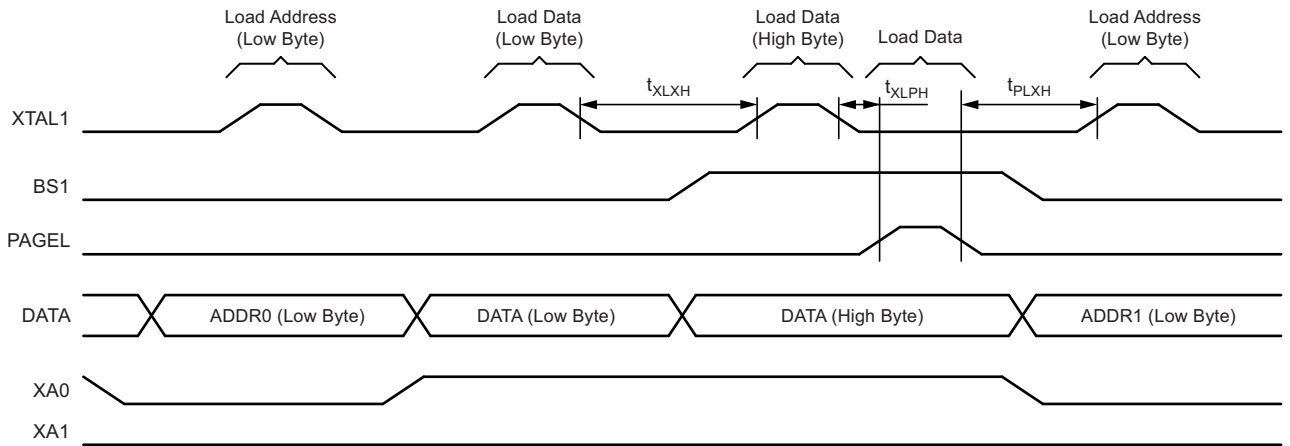 Load Address
(Low Byte)
Load Data
(Low Byte)
Load Data
(High Byte)
Load Data
Load Address
(Low Byte)
tXLXH
tXLPH
tPLXH
XTAL1
BS1
PAGEL
DATA
ADDR0 (Low Byte)
DATA (Low Byte)
DATA (High Byte)
ADDR1 (Low Byte)
XA0
XA1